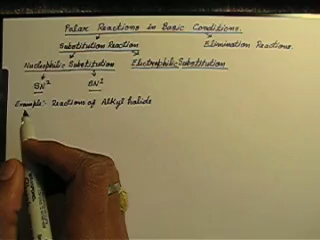 Polar Reactions in Basic Conditions.
Substitution Reaction Elimination Reactions.
Nucleophilic Substitution Electrophilic Substitution
SN² SN²
Example:- Reactions of Alkyl halide